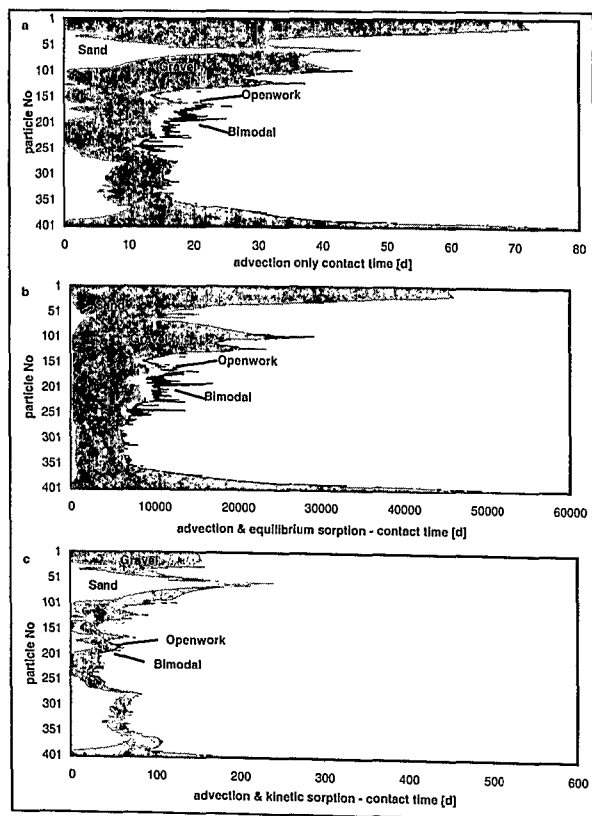 a
particle No
1
51
101
151
201
251
301
351
401
Sand
Gravel
Openwork
Bimodal
0 10 20 30 40 50 60 70 80
advection only contact time [d]
b
particle No
1
51
101
151
201
251
301
351
401
Openwork
Bimodal
0 10000 20000 30000 40000 50000 60000
advection & equilibrium sorption - contact time [d]
c
particle No
1
51
101
151
201
251
301
351
401
Gravel
Sand
Openwork
Bimodal
0 100 200 300 400 500 600
advection & kinetic sorption - contact time [d]